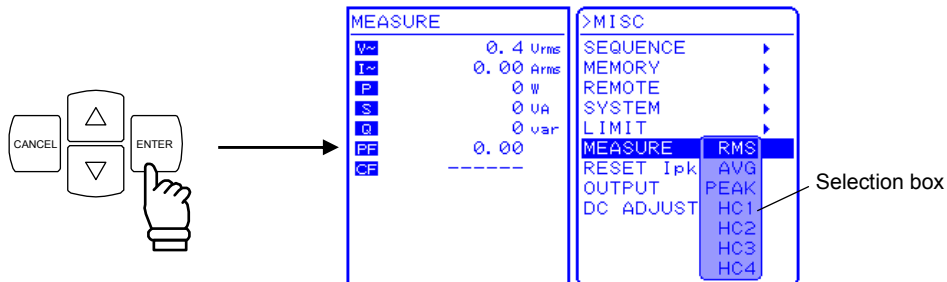 CANCEL
ENTER
MEASURE
V~ 0.4 Vrms
I~ 0.00 Arms
P 0 W
S 0 VA
Q 0 var
PF 0.00
CF ------
>MISC
SEQUENCE
MEMORY
REMOTE
SYSTEM
LIMIT
MEASURE RMS
RESET Ipk AVG
OUTPUT PEAK
DC ADJUST HC1
HC2
HC3
HC4
Selection box